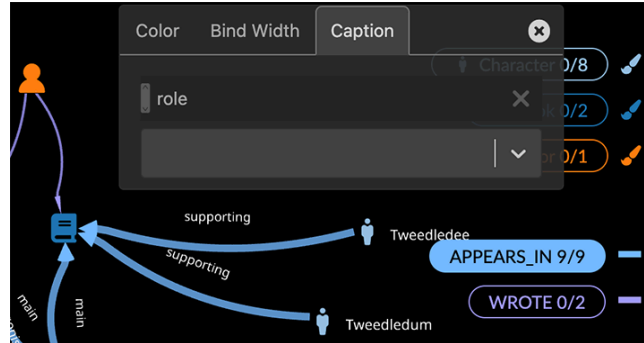 Color Bind Width Caption
Character 0/8
role
0/2
0/1
supporting
Tweedledee
supporting
APPEARS_IN 9/9
WROTE 0/2
main
main
Tweedledum